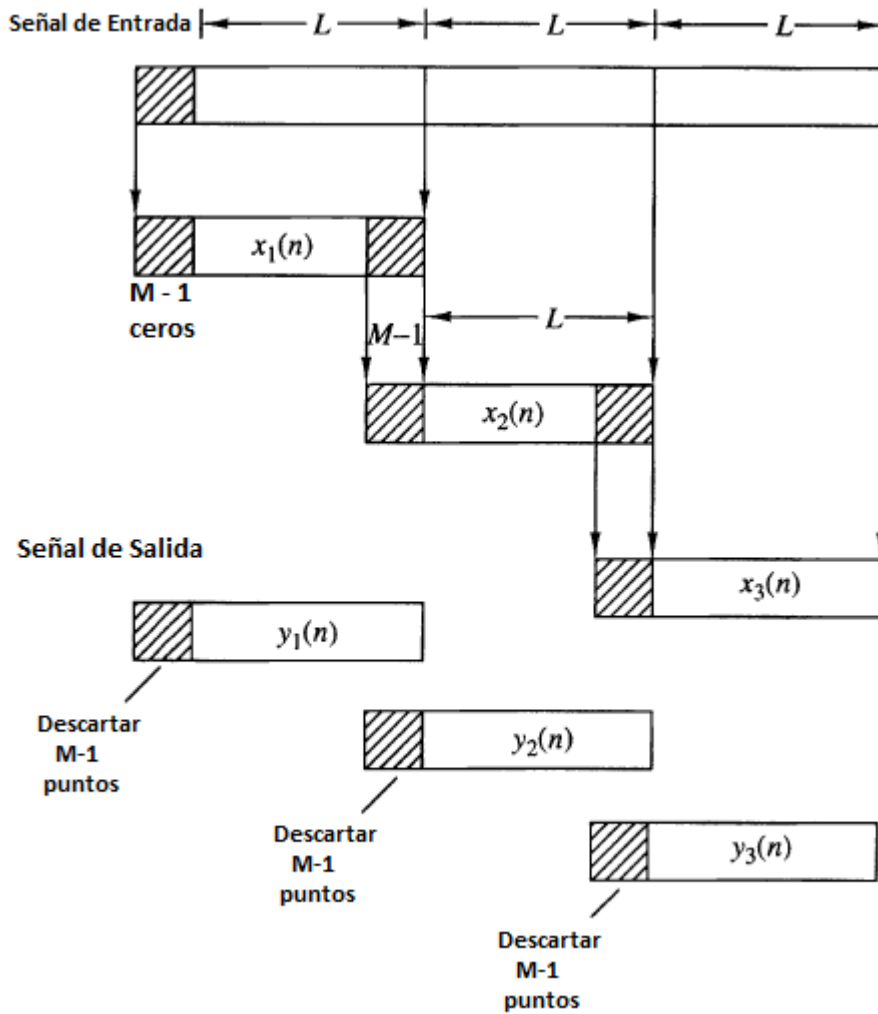 Señal de Entrada
L L L
x₁(n)
M - 1
ceros
M–1
L
x₂(n)
Señal de Salida
x₃(n)
y₁(n)
Descartar
M-1
puntos
y₂(n)
Descartar
M-1
puntos
y₃(n)
Descartar
M-1
puntos